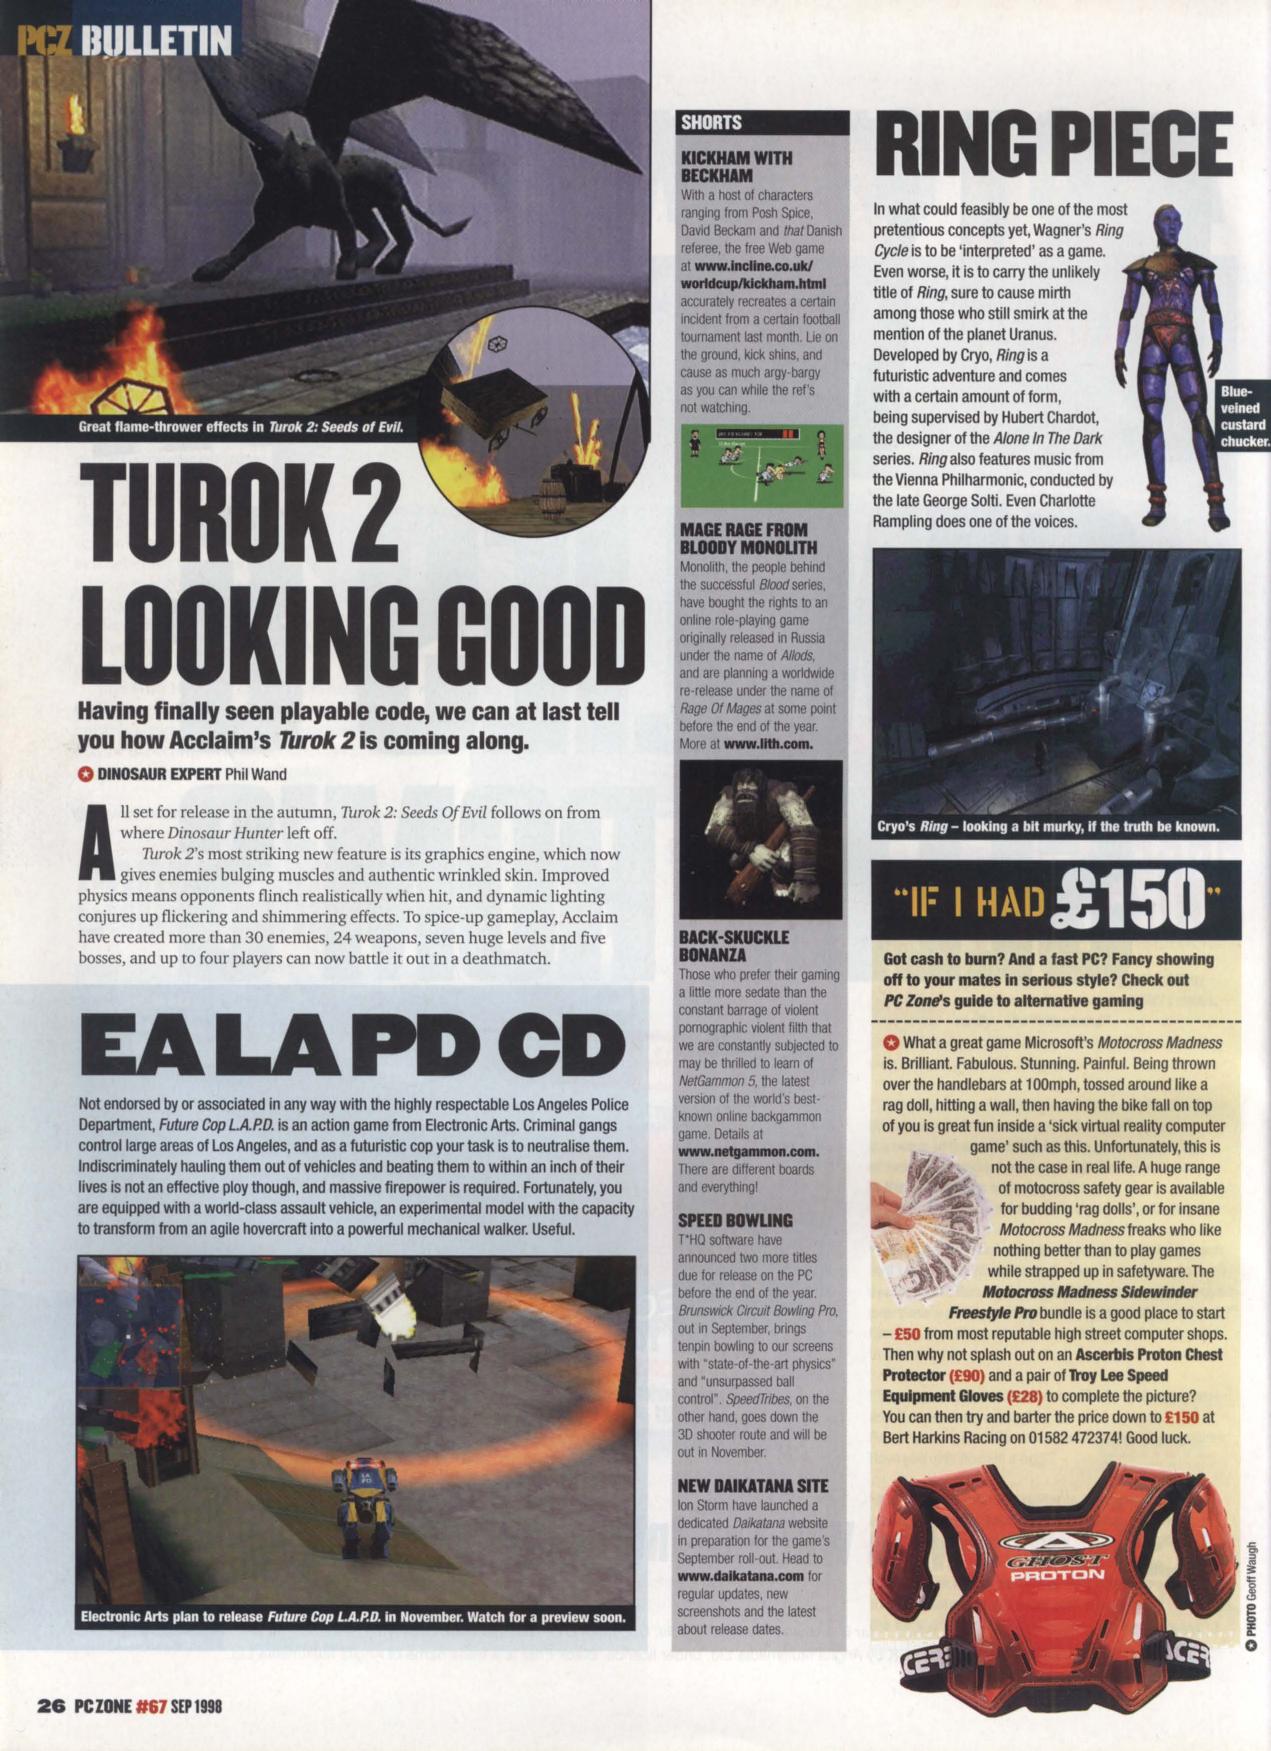 PCZ BULLETIN
Great flame-thrower effects in Turok 2: Seeds of Evil.
TUROK 2
LOOKING GOOD
Having finally seen playable code, we can at last tell
you how Acclaim's Turok 2 is coming along.
DINOSAUR EXPERT Phil Wand
All set for release in the autumn, Turok 2: Seeds Of Evil follows on from
where Dinosaur Hunter left off.
Turok 2's most striking new feature is its graphics engine, which now
gives enemies bulging muscles and authentic wrinkled skin. Improved
physics means opponents flinch realistically when hit, and dynamic lighting
conjures up flickering and shimmering effects. To spice-up gameplay, Acclaim
have created more than 30 enemies, 24 weapons, seven huge levels and five
bosses, and up to four players can now battle it out in a deathmatch.
EA LA PD CD
Not endorsed by or associated in any way with the highly respectable Los Angeles Police
Department, Future Cop L.A.P.D. is an action game from Electronic Arts. Criminal gangs
control large areas of Los Angeles, and as a futuristic cop your task is to neutralise them.
Indiscriminately hauling them out of vehicles and beating them to within an inch of their
lives is not an effective ploy though, and massive firepower is required. Fortunately, you
are equipped with a world-class assault vehicle, an experimental model with the capacity
to transform from an agile hovercraft into a powerful mechanical walker. Useful.
LA
PD
Electronic Arts plan to release Future Cop L.A.P.D. in November. Watch for a preview soon.
SHORTS
KICKHAM WITH
BECKHAM
With a host of characters
ranging from Posh Spice,
David Beckam and that Danish
referee, the free Web game
at www.incline.co.uk/
worldcup/kickham.html
accurately recreates a certain
incident from a certain football
tournament last month. Lie on
the ground, kick shins, and
cause as much argy-bargy
as you can while the ref's
not watching.
MAGE RAGE FROM
BLOODY MONOLITH
Monolith, the people behind
the successful Blood series,
have bought the rights to an
online role-playing game
originally released in Russia
under the name of Allods,
and are planning a worldwide
re-release under the name of
Rage Of Mages at some point
before the end of the year.
More at www.lith.com.
BACK-SKUCKLE
BONANZA
Those who prefer their gaming
a little more sedate than the
constant barrage of violent
pornographic violent filth that
we are constantly subjected to
may be thrilled to learn of
NetGammon 5, the latest
version of the world's best-
known online backgammon
game. Details at
www.netgammon.com.
There are different boards
and everything!
SPEED BOWLING
T*HQ software have
announced two more titles
due for release on the PC
before the end of the year.
Brunswick Circuit Bowling Pro,
out in September, brings
tenpin bowling to our screens
with "state-of-the-art physics"
and "unsurpassed ball
control". SpeedTribes, on the
other hand, goes down the
3D shooter route and will be
out in November.
NEW DAIKATANA SITE
Ion Storm have launched a
dedicated Daikatana website
in preparation for the game's
September roll-out. Head to
www.daikatana.com for
regular updates, new
screenshots and the latest
about release dates.
RING PIECE
In what could feasibly be one of the most
pretentious concepts yet, Wagner's Ring
Cycle is to be 'interpreted' as a game.
Even worse, it is to carry the unlikely
title of Ring, sure to cause mirth
among those who still smirk at the
mention of the planet Uranus.
Developed by Cryo, Ring is a
futuristic adventure and comes
with a certain amount of form,
being supervised by Hubert Chardot,
the designer of the Alone In The Dark
series. Ring also features music from
the Vienna Philharmonic, conducted by
the late George Solti. Even Charlotte
Rampling does one of the voices.
Blue-
veined
custard
chucker.
Cryo's Ring – looking a bit murky, if the truth be known.
"IF I HAD £150"
Got cash to burn? And a fast PC? Fancy showing
off to your mates in serious style? Check out
PC Zone's guide to alternative gaming
What a great game Microsoft's Motocross Madness
is. Brilliant. Fabulous. Stunning. Painful. Being thrown
over the handlebars at 100mph, tossed around like a
rag doll, hitting a wall, then having the bike fall on top
of you is great fun inside a 'sick virtual reality computer
game' such as this. Unfortunately, this is
not the case in real life. A huge range
of motocross safety gear is available
for budding 'rag dolls', or for insane
Motocross Madness freaks who like
nothing better than to play games
while strapped up in safetyware. The
Motocross Madness Sidewinder
Freestyle Pro bundle is a good place to start
– £50 from most reputable high street computer shops.
Then why not splash out on an Ascerbis Proton Chest
Protector (£90) and a pair of Troy Lee Speed
Equipment Gloves (£28) to complete the picture?
You can then try and barter the price down to £150 at
Bert Harkins Racing on 01582 472374! Good luck.
GHOST
PROTON
ACER
PHOTO Geoff Waugh
26 PC ZONE #67 SEP 1998